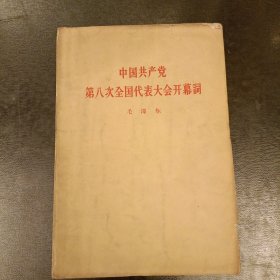 中国共产党
第八次全国代表大会开幕詞
毛泽东